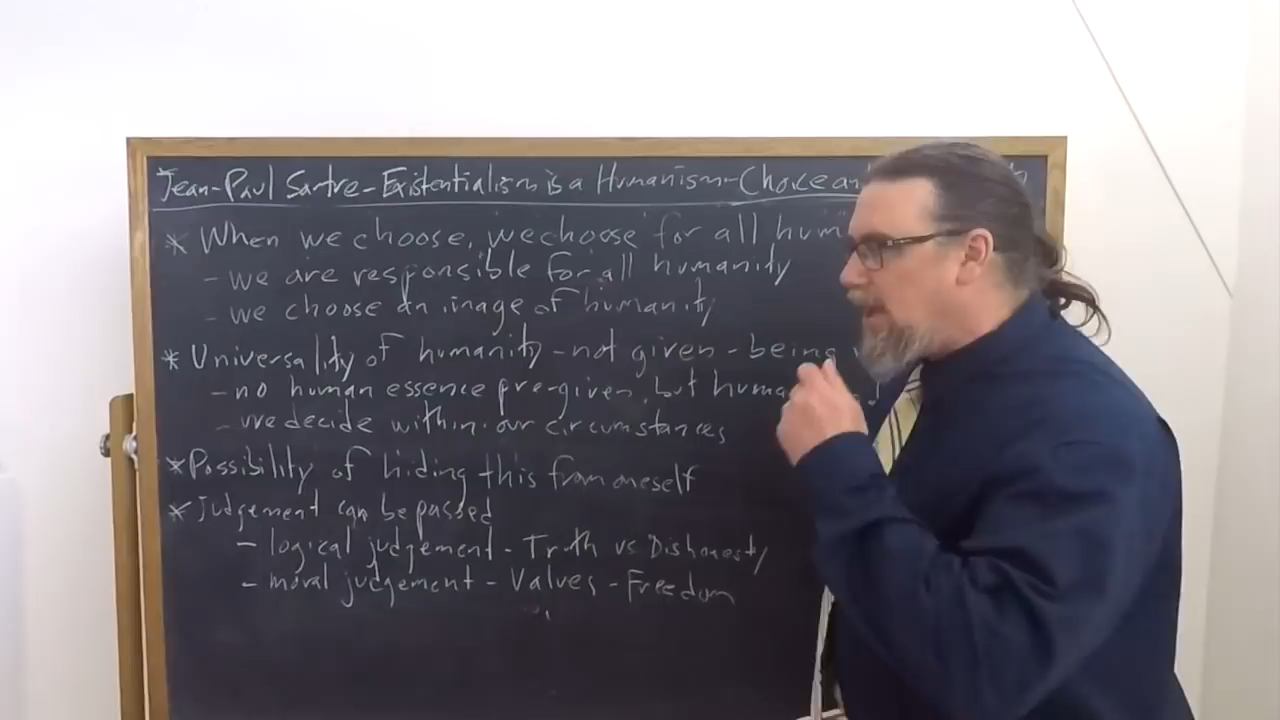 Jean-Paul Sartre-Existentialism is a Humanism-Choice an
* When we choose, we choose for all hum
- we are responsible for all humanity
- we choose an image of humanity
* Universality of humanity-not given-being
- no human essence pre-given, but huma
- we decide within our circumstances
* Possibility of hiding this from oneself
* Judgement can be passed
- logical judgement - Truth vs Dishonesty
- moral judgement - Values - Freedom